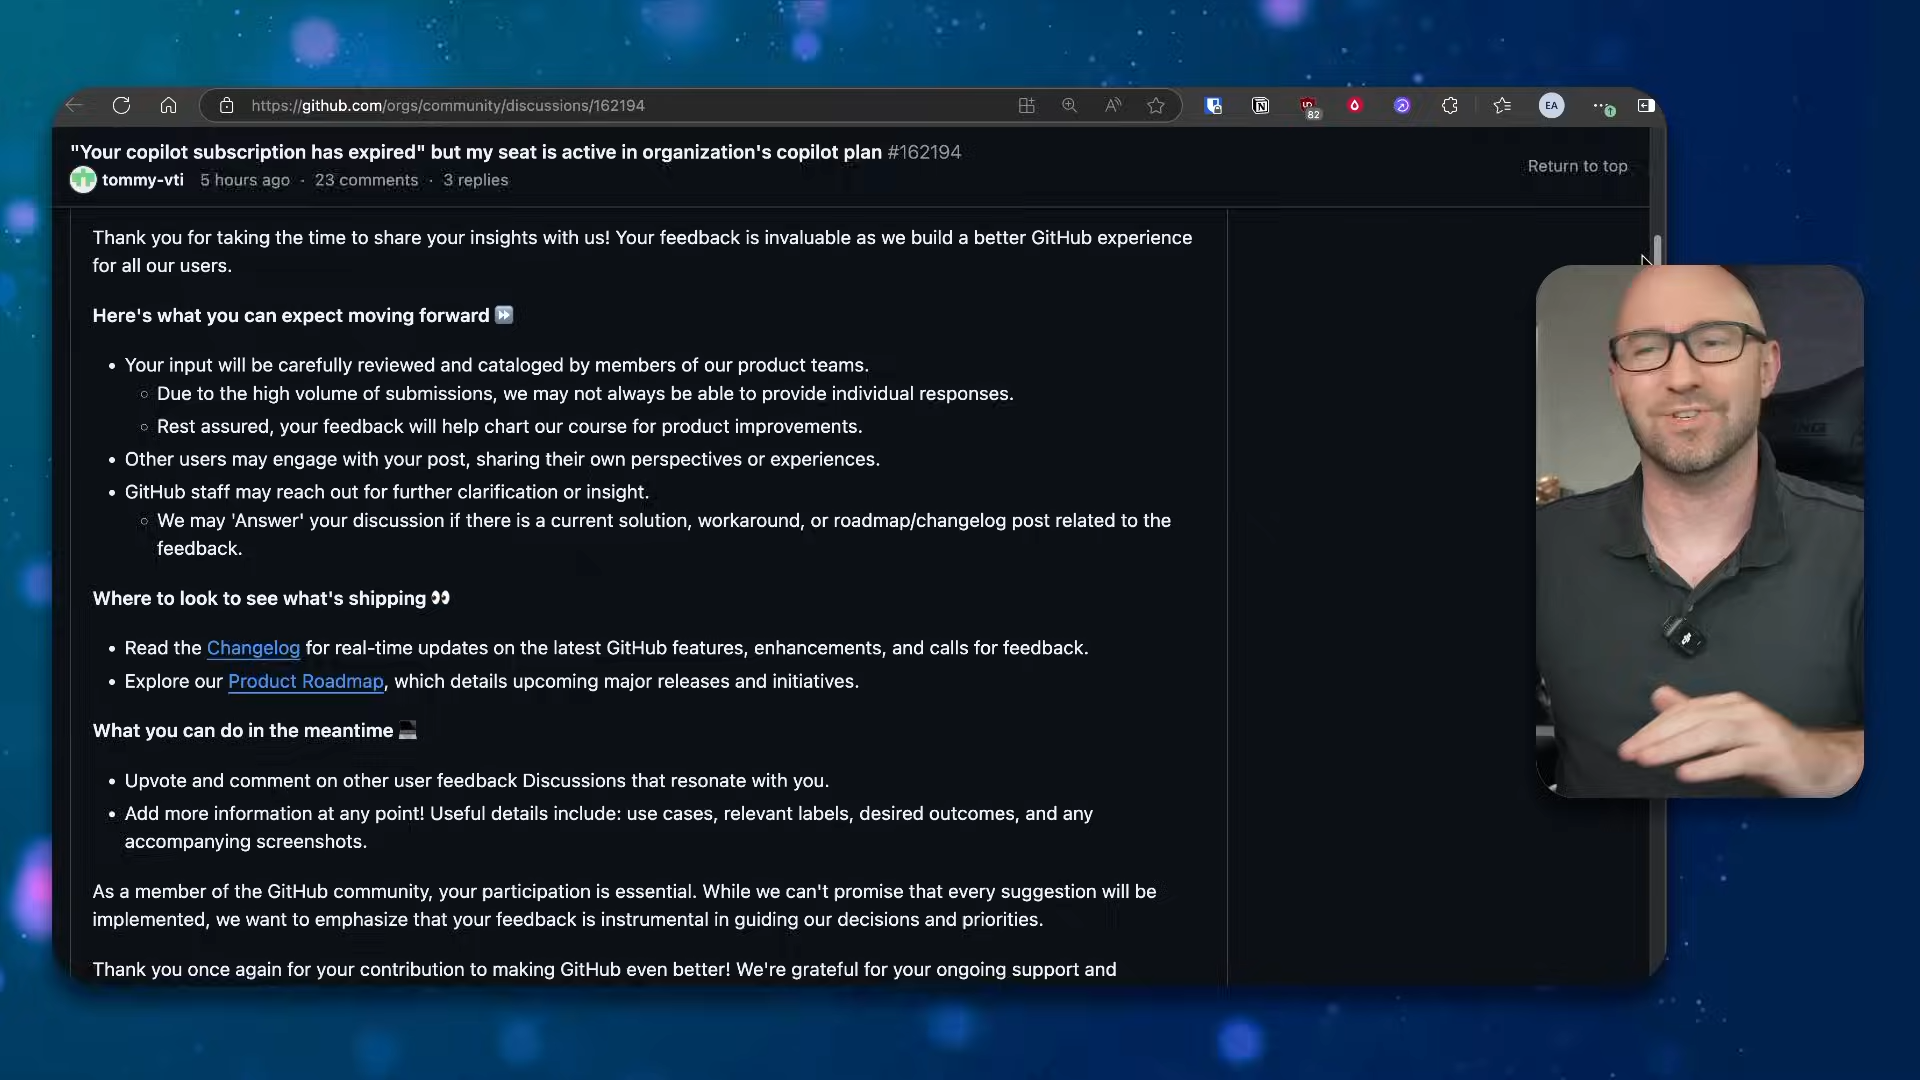 https://github.com/orgs/community/discussions/162194
82
EA
"Your copilot subscription has expired" but my seat is active in organization's copilot plan #162194
tommy-vti 5 hours ago · 23 comments · 3 replies
Return to top
Thank you for taking the time to share your insights with us! Your feedback is invaluable as we build a better GitHub experience
for all our users.
Here's what you can expect moving forward ⏩
• Your input will be carefully reviewed and cataloged by members of our product teams.
○ Due to the high volume of submissions, we may not always be able to provide individual responses.
○ Rest assured, your feedback will help chart our course for product improvements.
• Other users may engage with your post, sharing their own perspectives or experiences.
• GitHub staff may reach out for further clarification or insight.
○ We may 'Answer' your discussion if there is a current solution, workaround, or roadmap/changelog post related to the
feedback.
Where to look to see what's shipping 👀
• Read the Changelog for real-time updates on the latest GitHub features, enhancements, and calls for feedback.
• Explore our Product Roadmap, which details upcoming major releases and initiatives.
What you can do in the meantime 💻
• Upvote and comment on other user feedback Discussions that resonate with you.
• Add more information at any point! Useful details include: use cases, relevant labels, desired outcomes, and any
accompanying screenshots.
As a member of the GitHub community, your participation is essential. While we can't promise that every suggestion will be
implemented, we want to emphasize that your feedback is instrumental in guiding our decisions and priorities.
Thank you once again for your contribution to making GitHub even better! We're grateful for your ongoing support and